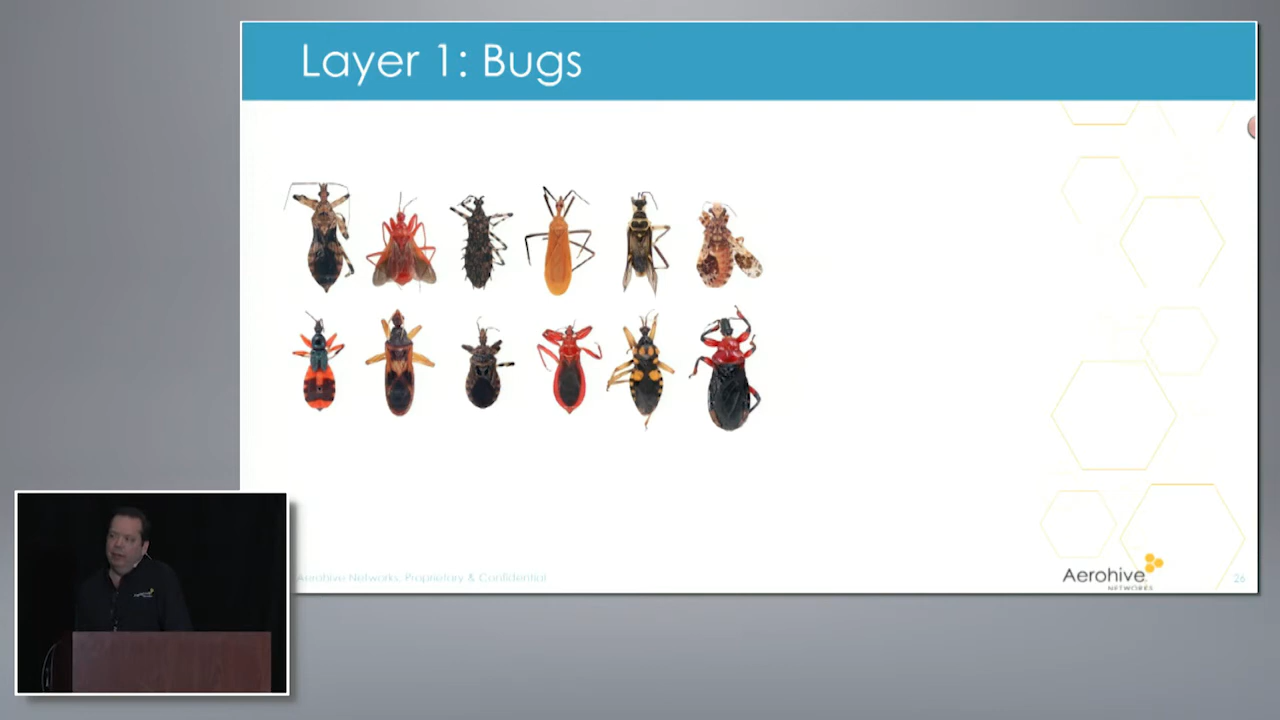 Layer 1: Bugs
Aerohive Networks. Proprietary & Confidential
Aerohive
NETWORKS
26